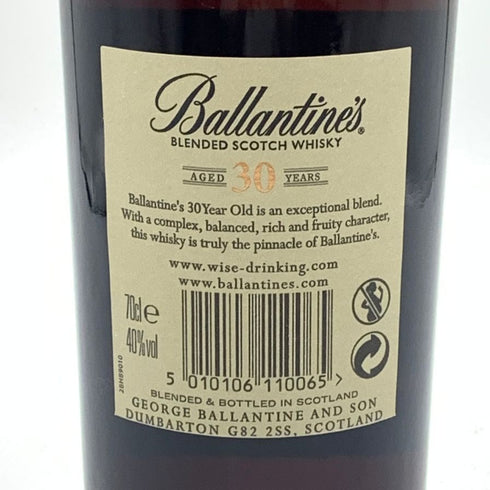 Ballantine's®
BLENDED SCOTCH WHISKY
AGED 30 YEARS
Ballantine's 30Year Old is an exceptional blend.
With a complex, balanced, rich and fruity character,
this whisky is truly the pinnacle of Ballantine's.
www.wise-drinking.com
www.ballantines.com
70cl e
40%vol
5 010106 110065 >
BLENDED & BOTTLED IN SCOTLAND
GEORGE BALLANTINE AND SON
DUMBARTON G82 2SS, SCOTLAND